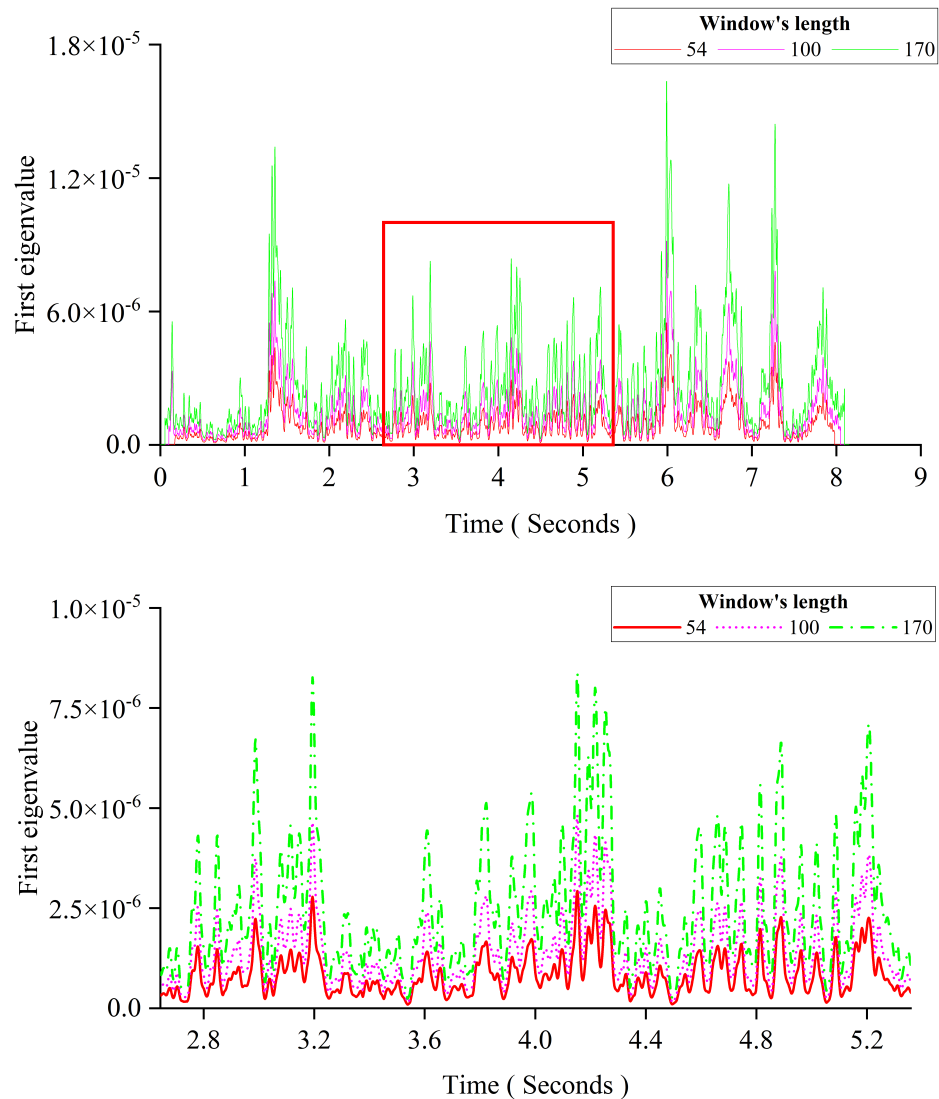 Window's length
54 100 170
1.8×10⁻⁵
1.2×10⁻⁵
6.0×10⁻⁶
0.0
First eigenvalue
0 1 2 3 4 5 6 7 8 9
Time ( Seconds )
Window's length
54 100 170
1.0×10⁻⁵
7.5×10⁻⁶
5.0×10⁻⁶
2.5×10⁻⁶
0.0
First eigenvalue
2.8 3.2 3.6 4.0 4.4 4.8 5.2
Time ( Seconds )